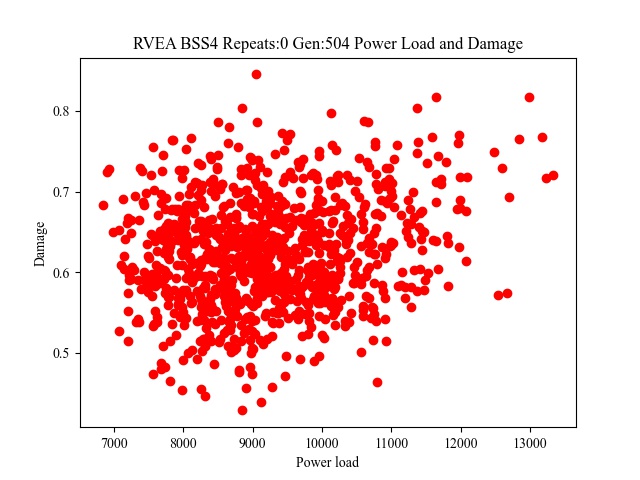 RVEA BSS4 Repeats:0 Gen:504 Power Load and Damage
0.8
0.7
0.6
0.5
Damage
7000 8000 9000 10000 11000 12000 13000
Power load